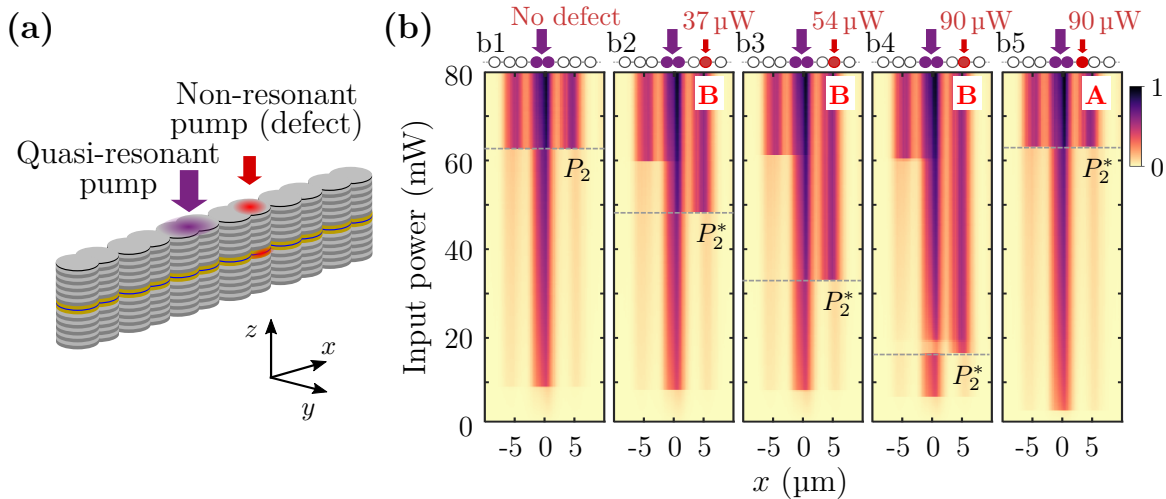 (a)
Non-resonant
pump (defect)
Quasi-resonant
pump
z
x
y
(b)
No defect
37 µW
54 µW
90 µW
90 µW
b1
b2
b3
b4
b5
B
B
B
A
Input power (mW)
80
60
40
20
0
P₂
P₂*
P₂*
P₂*
P₂*
1
0
-5 0 5
-5 0 5
-5 0 5
-5 0 5
-5 0 5
x (µm)